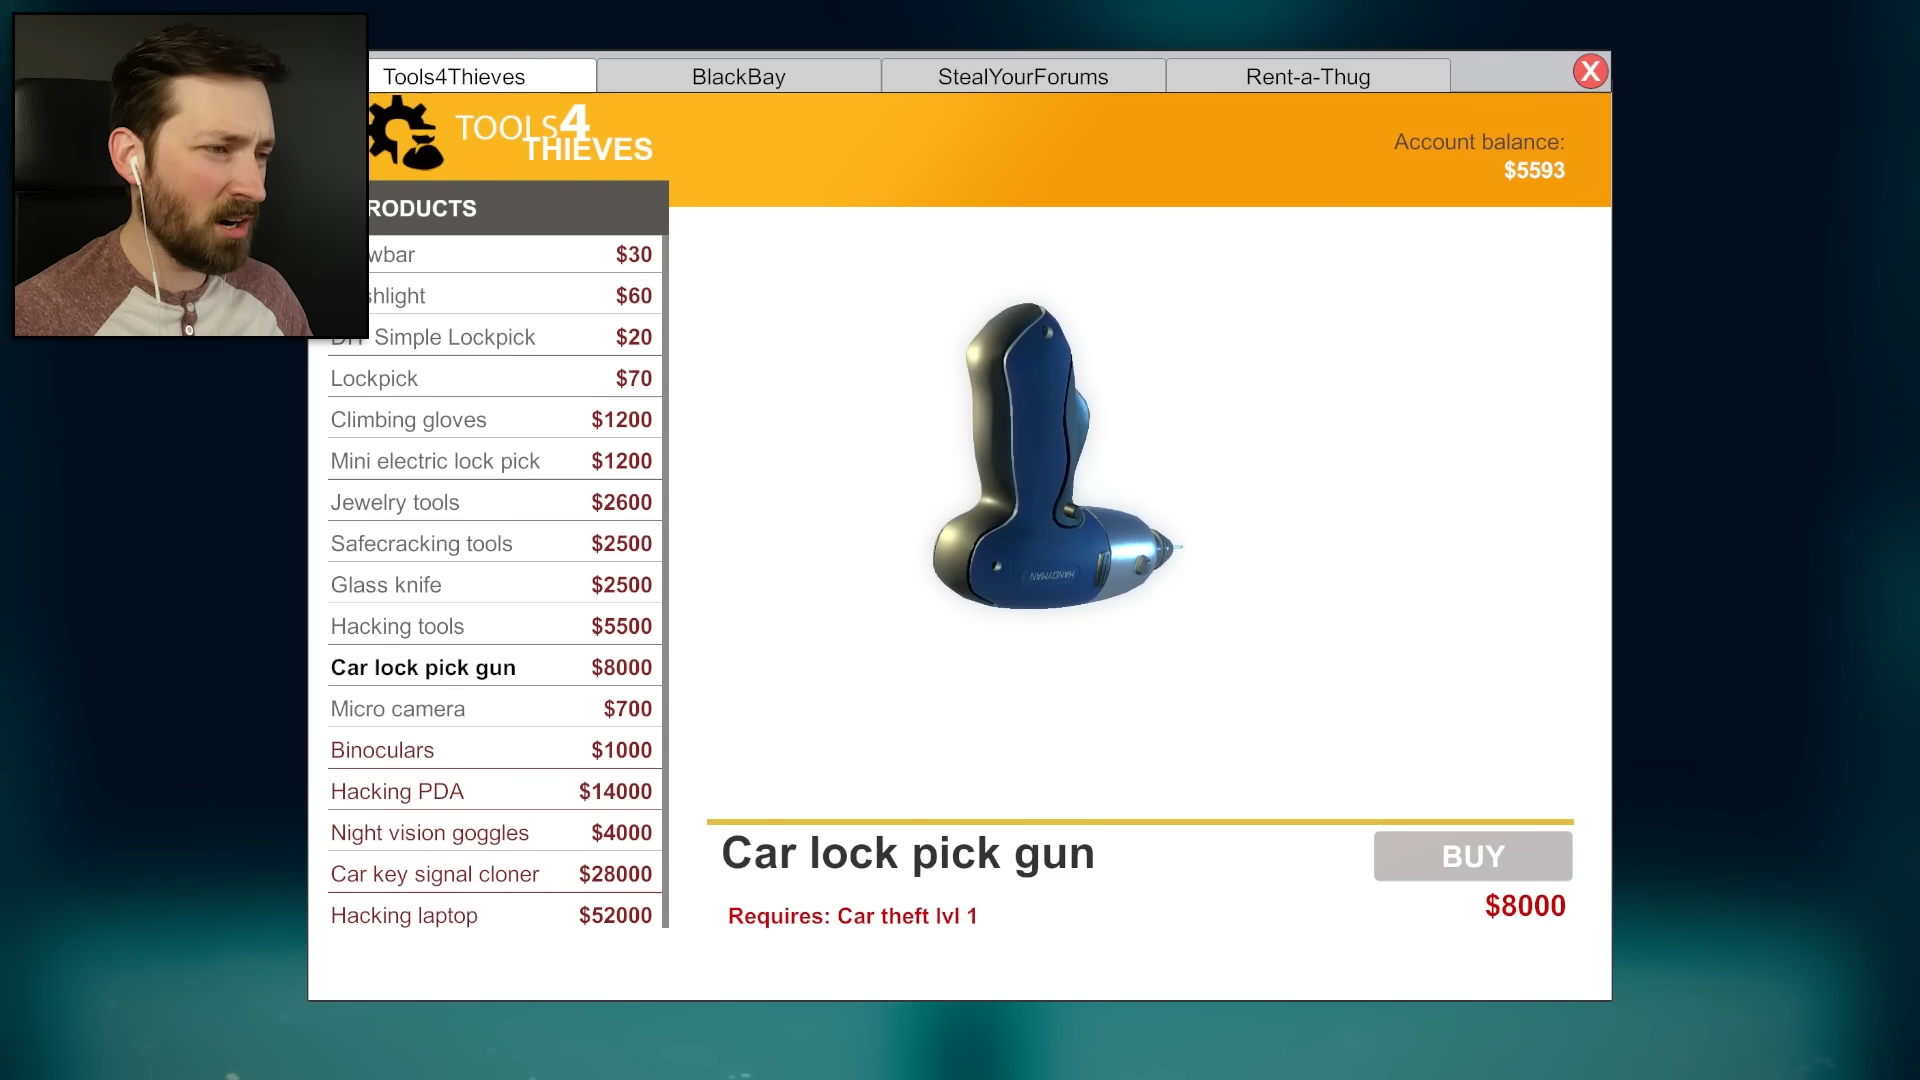 Tools4Thieves
BlackBay
StealYourForums
Rent-a-Thug
X
TOOLS4
THIEVES
Account balance:
$5593
RODUCTS
wbar $30
shlight $60
Simple Lockpick $20
Lockpick $70
Climbing gloves $1200
Mini electric lock pick $1200
Jewelry tools $2600
Safecracking tools $2500
Glass knife $2500
Hacking tools $5500
Car lock pick gun $8000
Micro camera $700
Binoculars $1000
Hacking PDA $14000
Night vision goggles $4000
Car key signal cloner $28000
Hacking laptop $52000
HANDYMAN
Car lock pick gun
BUY
Requires: Car theft lvl 1
$8000